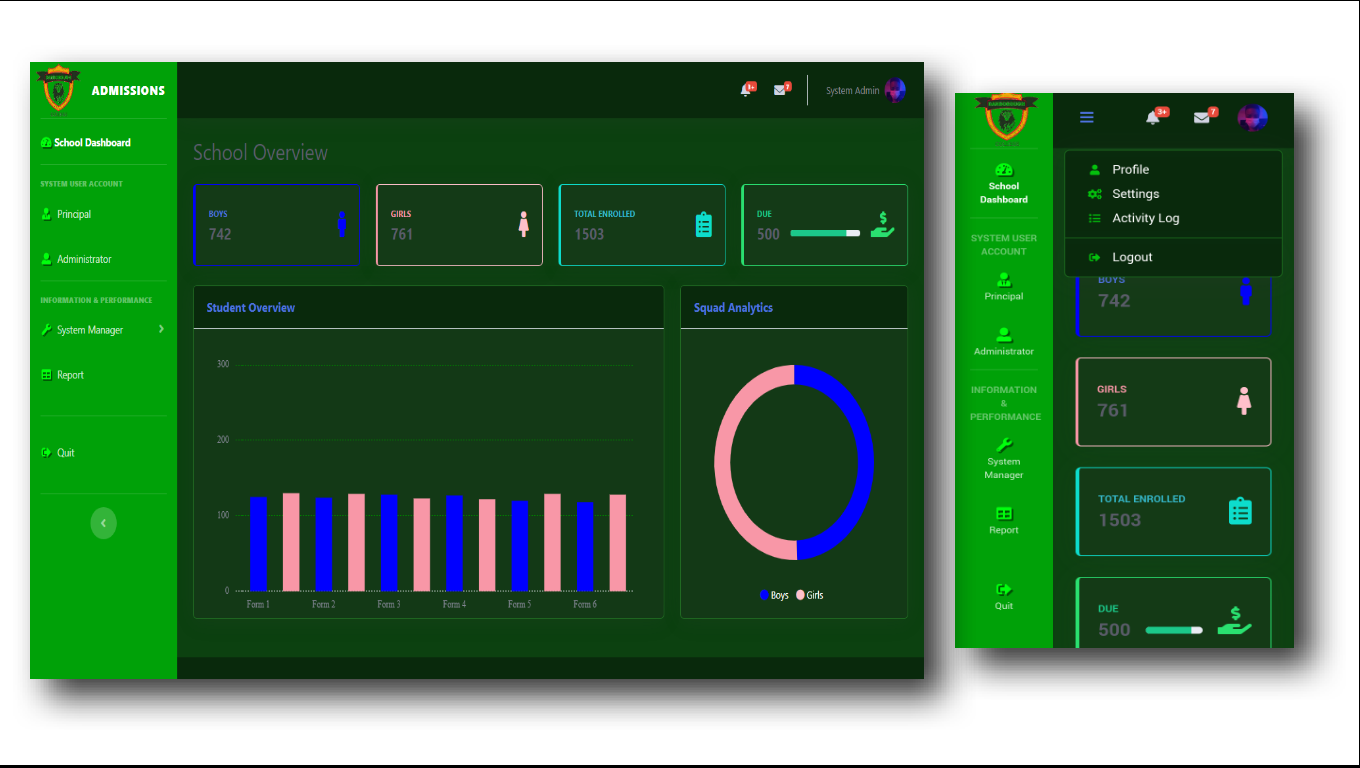 ADMISSIONS
3+
7
System Admin
School Dashboard
SYSTEM USER ACCOUNT
Principal
Administrator
INFORMATION & PERFORMANCE
System Manager
Report
Quit
School Overview
BOYS
742
GIRLS
761
TOTAL ENROLLED
1503
DUE
500
Student Overview
300
200
100
0
Form 1 Form 2 Form 3 Form 4 Form 5 Form 6
Squad Analytics
Boys Girls
3+
7
School
Dashboard
SYSTEM USER
ACCOUNT
Principal
Administrator
INFORMATION
&
PERFORMANCE
System
Manager
Report
Quit
Profile
Settings
Activity Log
Logout
BOYS
742
GIRLS
761
TOTAL ENROLLED
1503
DUE
500